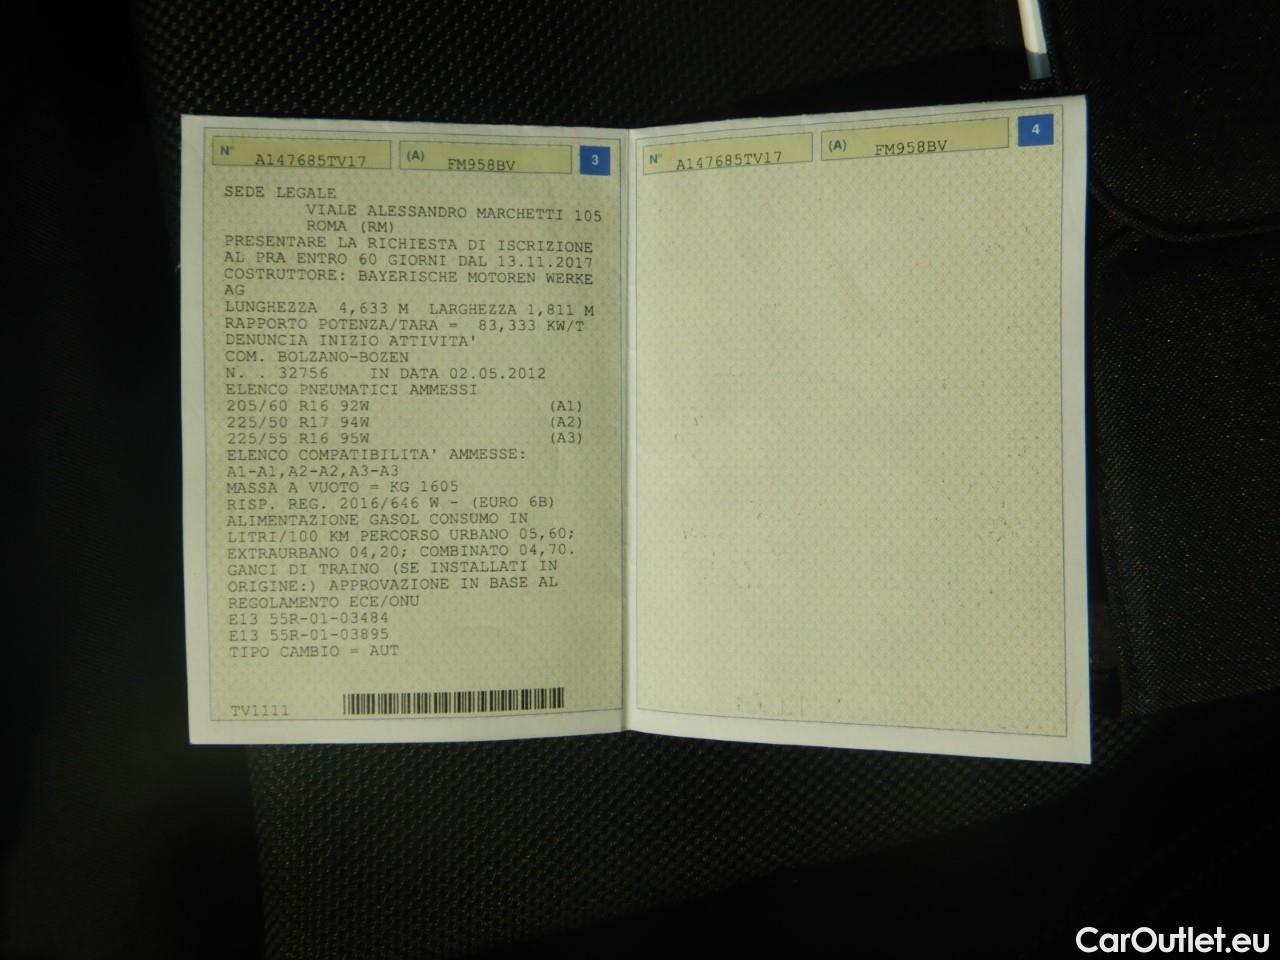 N° A147685TV17 (A) FM958BV 3
SEDE LEGALE
VIALE ALESSANDRO MARCHETTI 105
ROMA (RM)
PRESENTARE LA RICHIESTA DI ISCRIZIONE
AL PRA ENTRO 60 GIORNI DAL 13.11.2017
COSTRUTTORE: BAYERISCHE MOTOREN WERKE
AG
LUNGHEZZA 4,633 M LARGHEZZA 1,811 M
RAPPORTO POTENZA/TARA = 83,333 KW/T
DENUNCIA INIZIO ATTIVITA'
COM. BOLZANO-BOZEN
N. . 32756 IN DATA 02.05.2012
ELENCO PNEUMATICI AMMESSI
205/60 R16 92W (A1)
225/50 R17 94W (A2)
225/55 R16 95W (A3)
ELENCO COMPATIBILITA' AMMESSE:
A1-A1,A2-A2,A3-A3
MASSA A VUOTO = KG 1605
RISP. REG. 2016/646 W - (EURO 6B)
ALIMENTAZIONE GASOL CONSUMO IN
LITRI/100 KM PERCORSO URBANO 05,60;
EXTRAURBANO 04,20; COMBINATO 04,70.
GANCI DI TRAINO (SE INSTALLATI IN
ORIGINE:) APPROVAZIONE IN BASE AL
REGOLAMENTO ECE/ONU
E13 55R-01-03484
E13 55R-01-03895
TIPO CAMBIO = AUT
TV1111
N° A147685TV17 (A) FM958BV 4
CarOutlet.eu